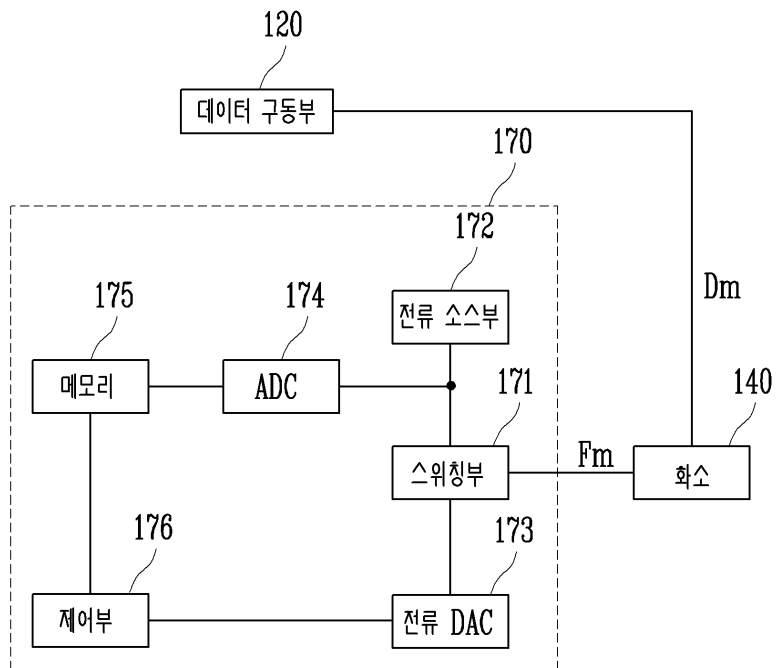 120
데이터 구동부
170
172
전류 소스부
Dm
175
174
메모리
ADC
171
140
스위칭부
Fm
화소
176
173
제어부
전류 DAC